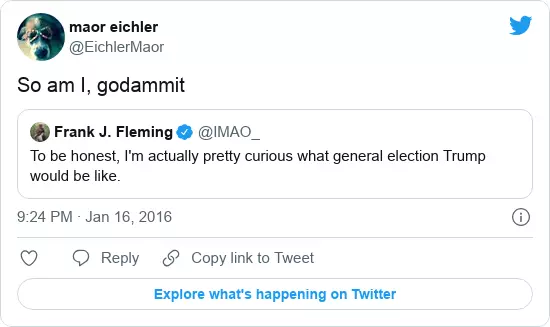 maor eichler
@EichlerMaor
So am I, godammit
Frank J. Fleming @IMAO_
To be honest, I'm actually pretty curious what general election Trump
would be like.
9:24 PM · Jan 16, 2016
Reply Copy link to Tweet
Explore what's happening on Twitter